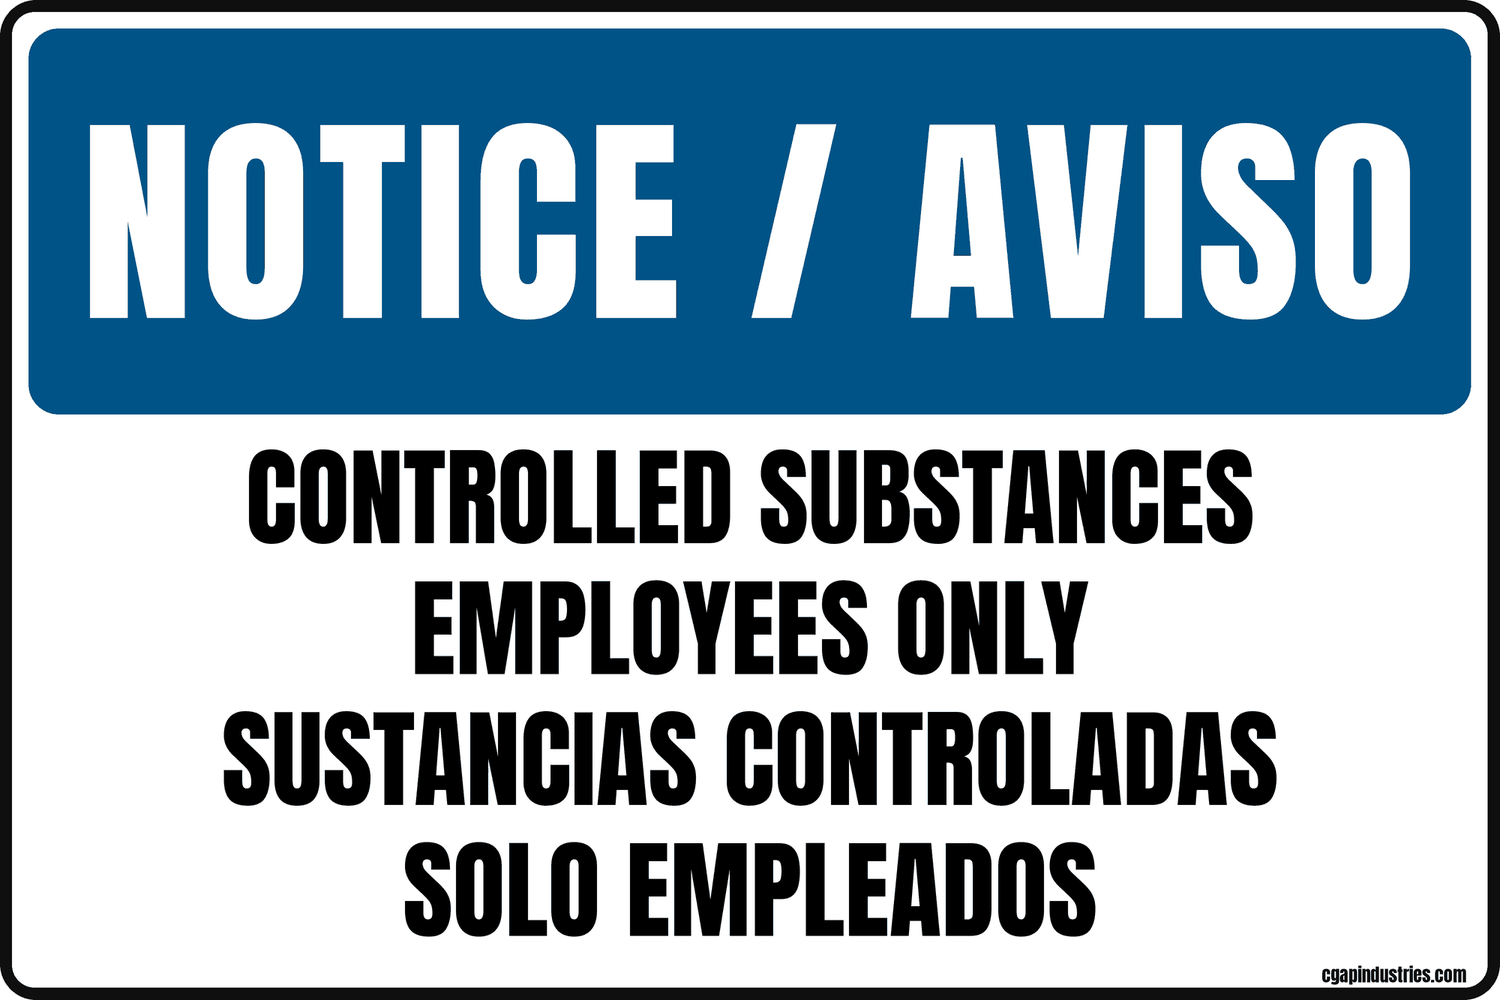 NOTICE / AVISO
CONTROLLED SUBSTANCES
EMPLOYEES ONLY
SUSTANCIAS CONTROLADAS
SOLO EMPLEADOS
cgapindustries.com